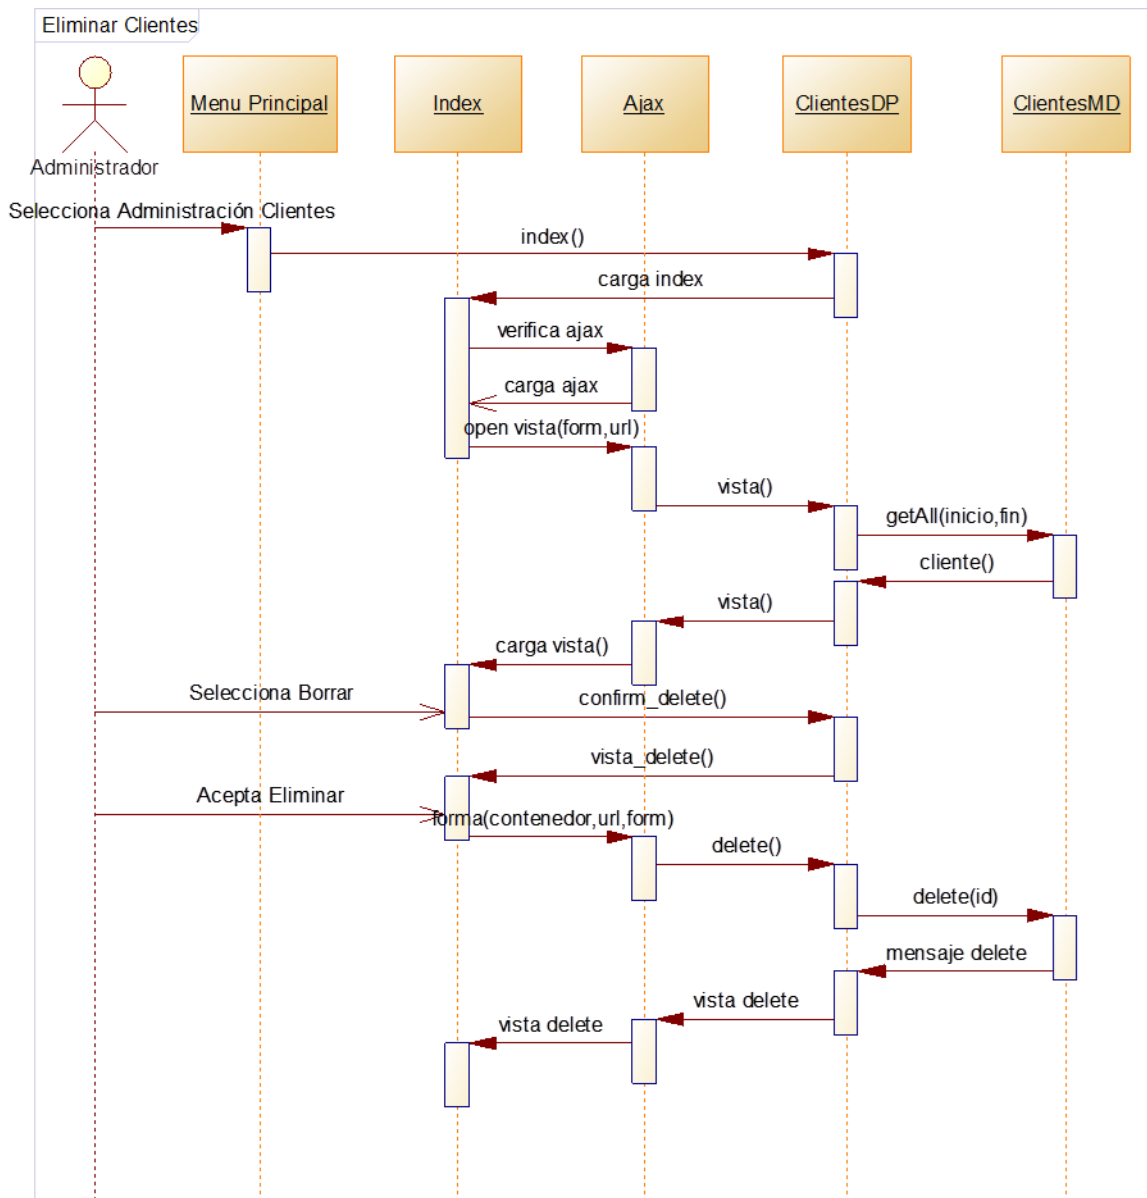 Eliminar Clientes
Menu Principal
Index
Ajax
ClientesDP
ClientesMD
Administrador
Selecciona Administración Clientes
index()
carga index
verifica ajax
carga ajax
open vista(form,url)
vista()
getAll(inicio,fin)
cliente()
vista()
carga vista()
Selecciona Borrar
confirm_delete()
vista_delete()
Acepta Eliminar
forma(contenedor,url,form)
delete()
delete(id)
mensaje delete
vista delete
vista delete